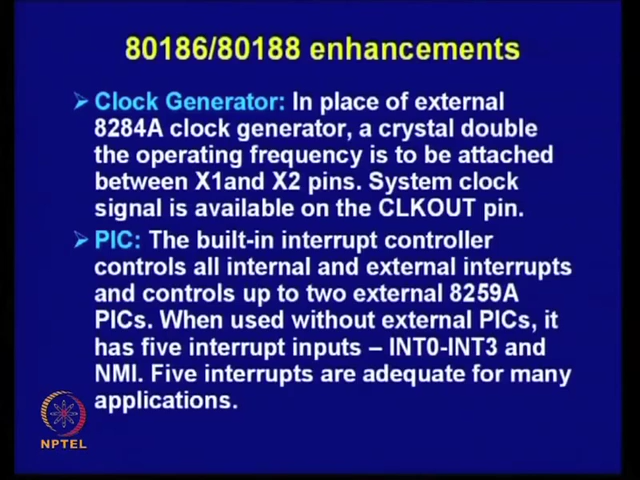 80186/80188 enhancements
➢ Clock Generator: In place of external
8284A clock generator, a crystal double
the operating frequency is to be attached
between X1and X2 pins. System clock
signal is available on the CLKOUT pin.
➢ PIC: The built-in interrupt controller
controls all internal and external interrupts
and controls up to two external 8259A
PICs. When used without external PICs, it
has five interrupt inputs – INT0-INT3 and
NMI. Five interrupts are adequate for many
applications.
NPTEL